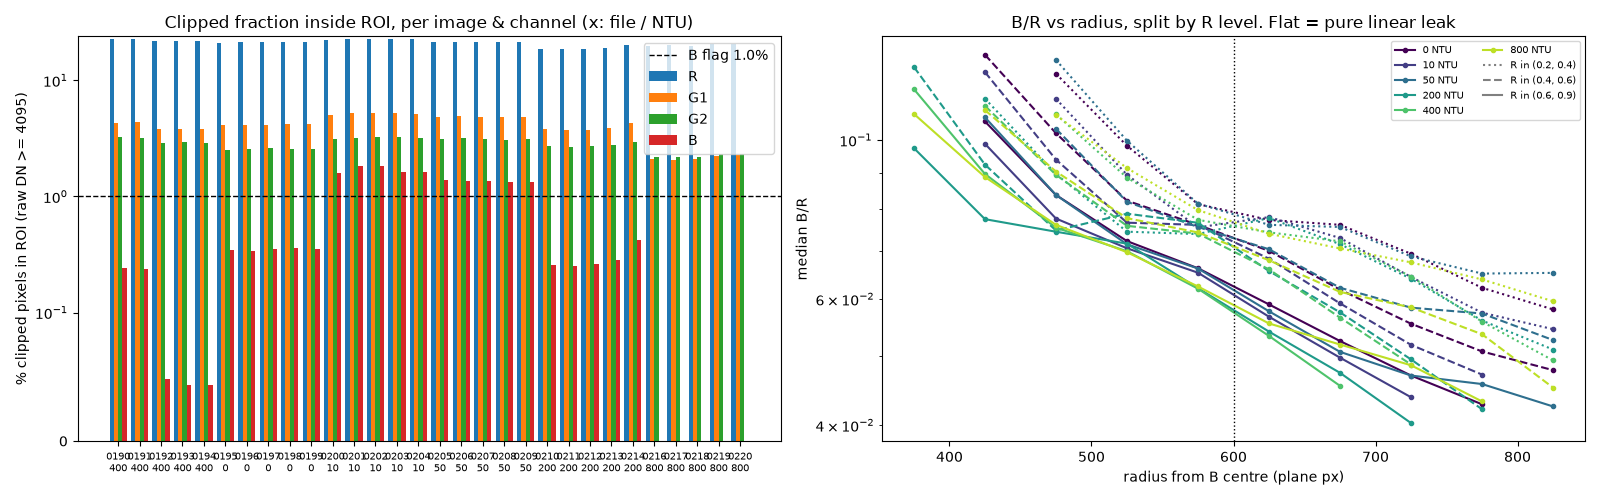 Clipped fraction inside ROI, per image & channel (x: file / NTU)
% clipped pixels in ROI (raw DN >= 4095)
10¹
10⁰
10⁻¹
0
B flag 1.0%
R
G1
G2
B
0190 0191 0192 0193 0194 0195 0196 0197 0198 0199 0200 0201 0202 0203 0204 0205 0206 0207 0208 0209 0210 0211 0212 0213 0214 0216 0217 0218 0219 0220
400 400 400 400 400 0 0 0 0 0 10 10 10 10 10 50 50 50 50 50 200 200 200 200 200 800 800 800 800 800
B/R vs radius, split by R level. Flat = pure linear leak
median B/R
10⁻¹
6 × 10⁻²
4 × 10⁻²
0 NTU
10 NTU
50 NTU
200 NTU
400 NTU
800 NTU
R in (0.2, 0.4)
R in (0.4, 0.6)
R in (0.6, 0.9)
400 500 600 700 800
radius from B centre (plane px)